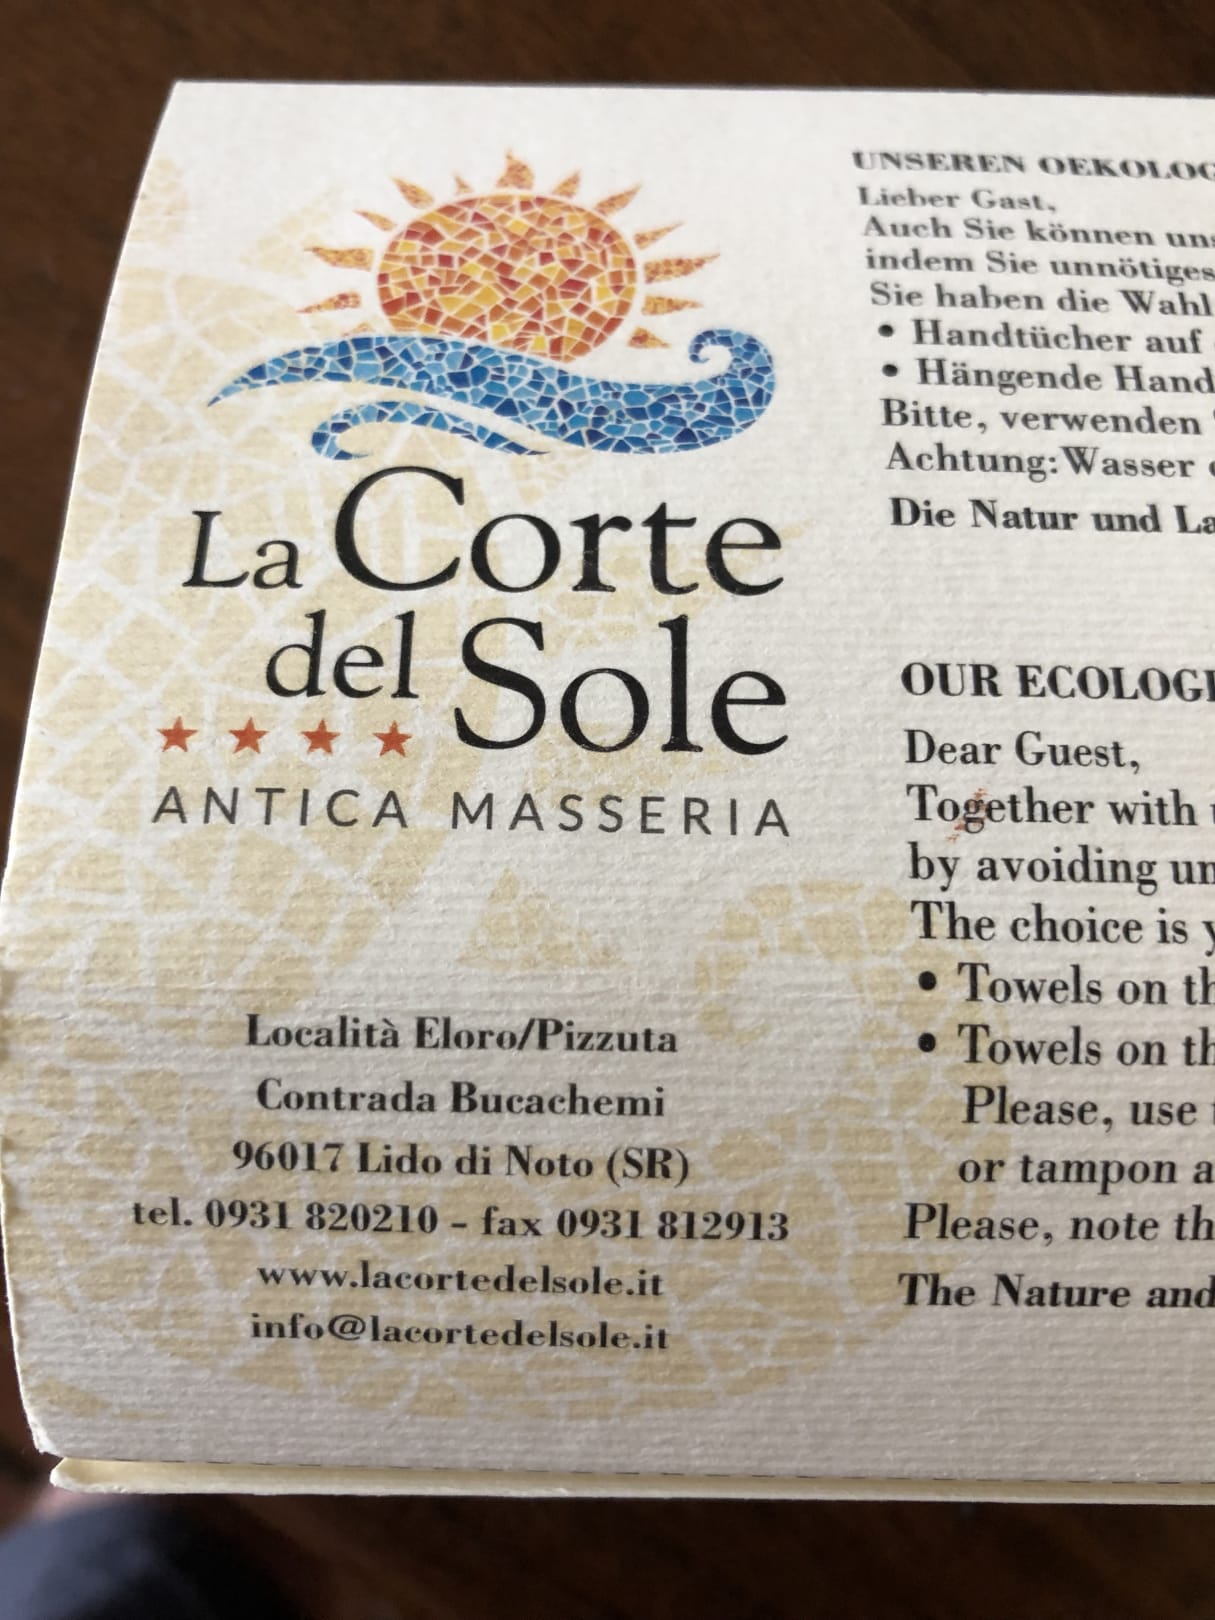 La Corte
del Sole
ANTICA MASSERIA
Località Eloro/Pizzuta
Contrada Bucachemi
96017 Lido di Noto (SR)
tel. 0931 820210 - fax 0931 812913
www.lacortedelsole.it
info@lacortedelsole.it
UNSEREN OEKOLOG
Lieber Gast,
Auch Sie können uns
indem Sie unnötiges
Sie haben die Wahl
• Handtücher auf
• Hängende Hand
Bitte, verwenden
Achtung: Wasser
Die Natur und La
OUR ECOLOGI
Dear Guest,
Together with
by avoiding un
The choice is y
• Towels on th
• Towels on th
Please, use
or tampon a
Please, note th
The Nature and